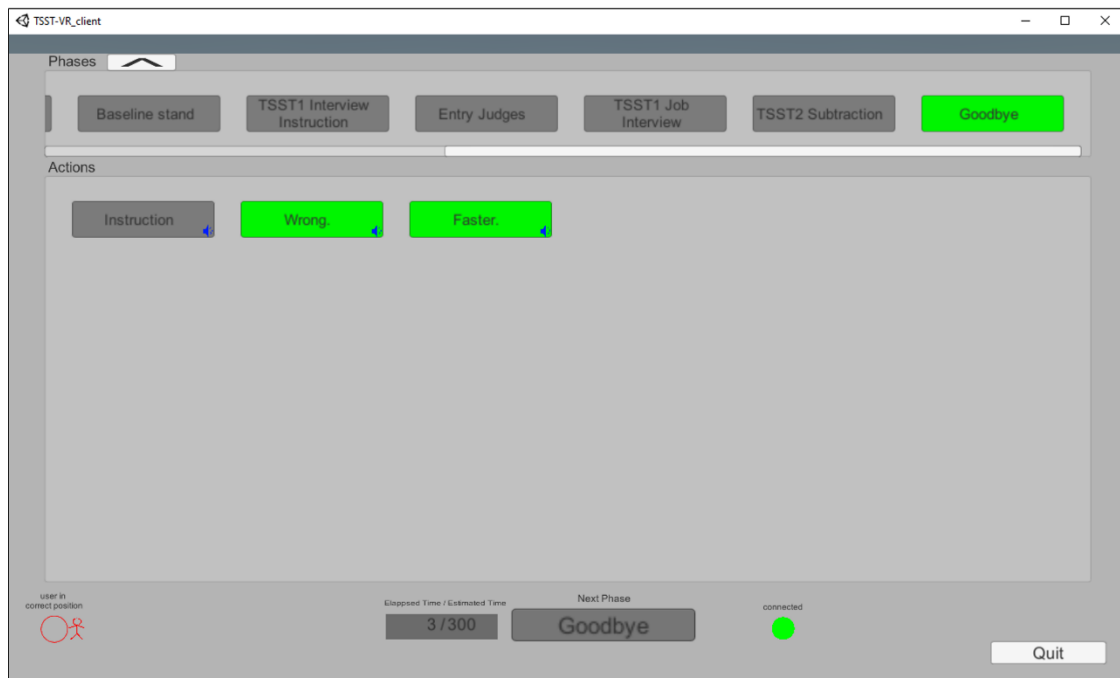 TSST-VR_client
Phases
Baseline stand
TSST1 Interview
Instruction
Entry Judges
TSST1 Job
Interview
TSST2 Subtraction
Goodbye
Actions
Instruction
Wrong.
Faster.
user in
correct position
Elappsed Time / Estimated Time
3 / 300
Next Phase
Goodbye
connected
Quit